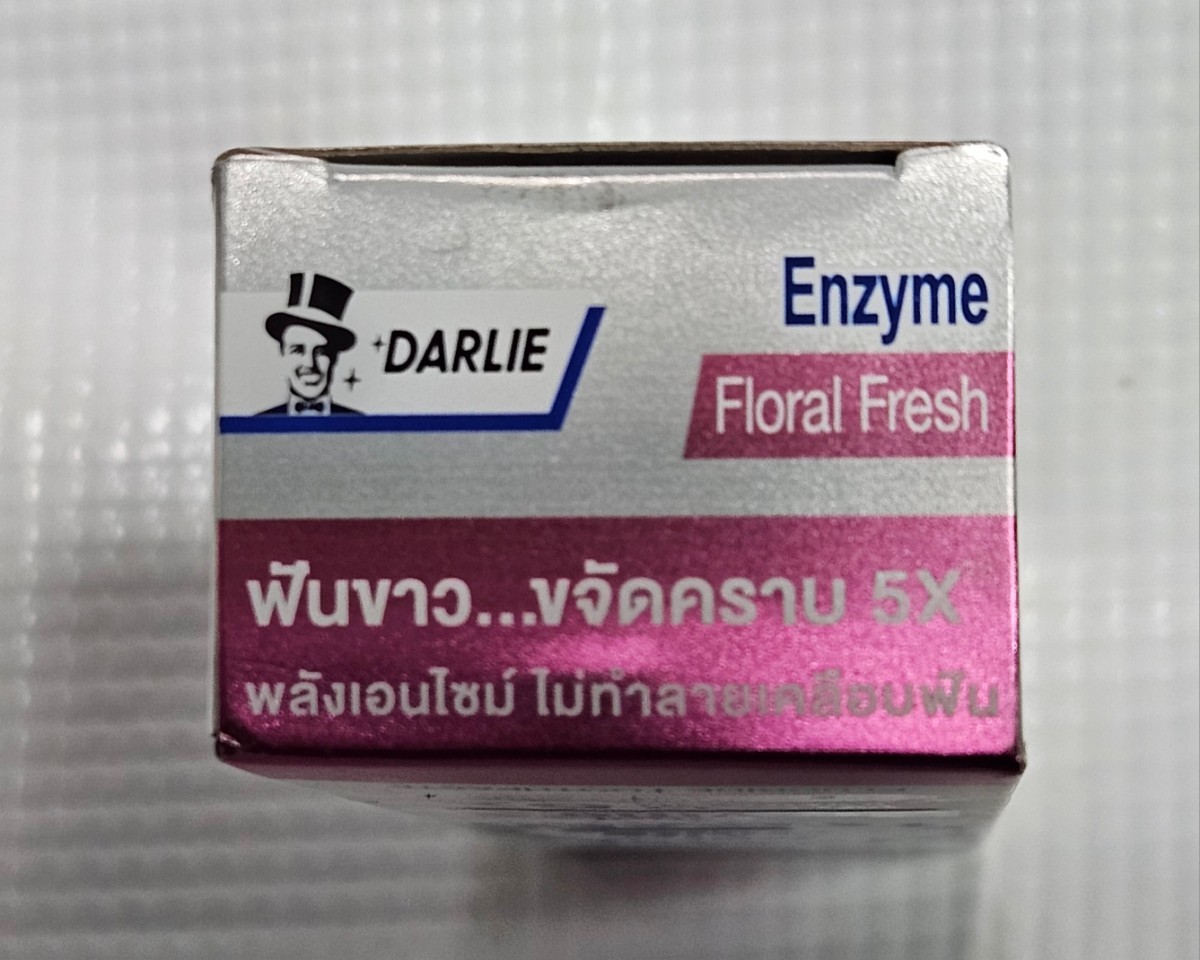 DARLIE
Enzyme
Floral Fresh
ฟันขาว...ขจัดคราบ 5X
พลังเอนไซม์ ไม่ทำลายเคลือบฟัน